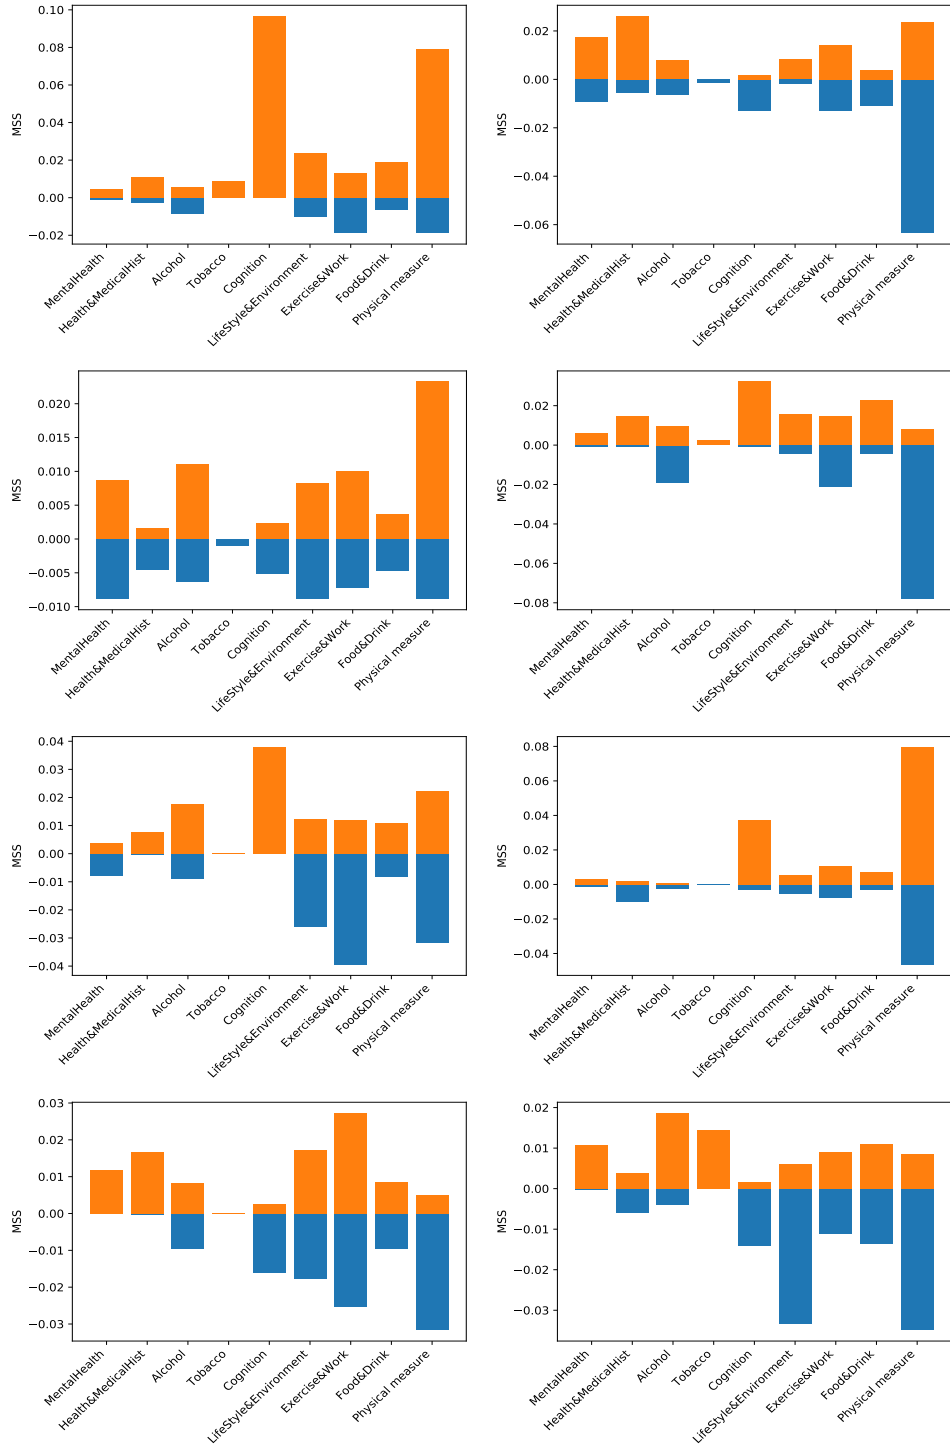 0.10
0.08
0.06
0.04
0.02
0.00
−0.02
MSS
MentalHealth
Health&MedicalHist
Alcohol
Tobacco
Cognition
LifeStyle&Environment
Exercise&Work
Food&Drink
Physical measure
0.02
0.00
−0.02
−0.04
−0.06
MSS
MentalHealth
Health&MedicalHist
Alcohol
Tobacco
Cognition
LifeStyle&Environment
Exercise&Work
Food&Drink
Physical measure
0.020
0.015
0.010
0.005
0.000
−0.005
−0.010
MSS
MentalHealth
Health&MedicalHist
Alcohol
Tobacco
Cognition
LifeStyle&Environment
Exercise&Work
Food&Drink
Physical measure
0.02
0.00
−0.02
−0.04
−0.06
−0.08
MSS
MentalHealth
Health&MedicalHist
Alcohol
Tobacco
Cognition
LifeStyle&Environment
Exercise&Work
Food&Drink
Physical measure
0.04
0.03
0.02
0.01
0.00
−0.01
−0.02
−0.03
−0.04
MSS
MentalHealth
Health&MedicalHist
Alcohol
Tobacco
Cognition
LifeStyle&Environment
Exercise&Work
Food&Drink
Physical measure
0.08
0.06
0.04
0.02
0.00
−0.02
−0.04
MSS
MentalHealth
Health&MedicalHist
Alcohol
Tobacco
Cognition
LifeStyle&Environment
Exercise&Work
Food&Drink
Physical measure
0.03
0.02
0.01
0.00
−0.01
−0.02
−0.03
MSS
MentalHealth
Health&MedicalHist
Alcohol
Tobacco
Cognition
LifeStyle&Environment
Exercise&Work
Food&Drink
Physical measure
0.02
0.01
0.00
−0.01
−0.02
−0.03
MSS
MentalHealth
Health&MedicalHist
Alcohol
Tobacco
Cognition
LifeStyle&Environment
Exercise&Work
Food&Drink
Physical measure